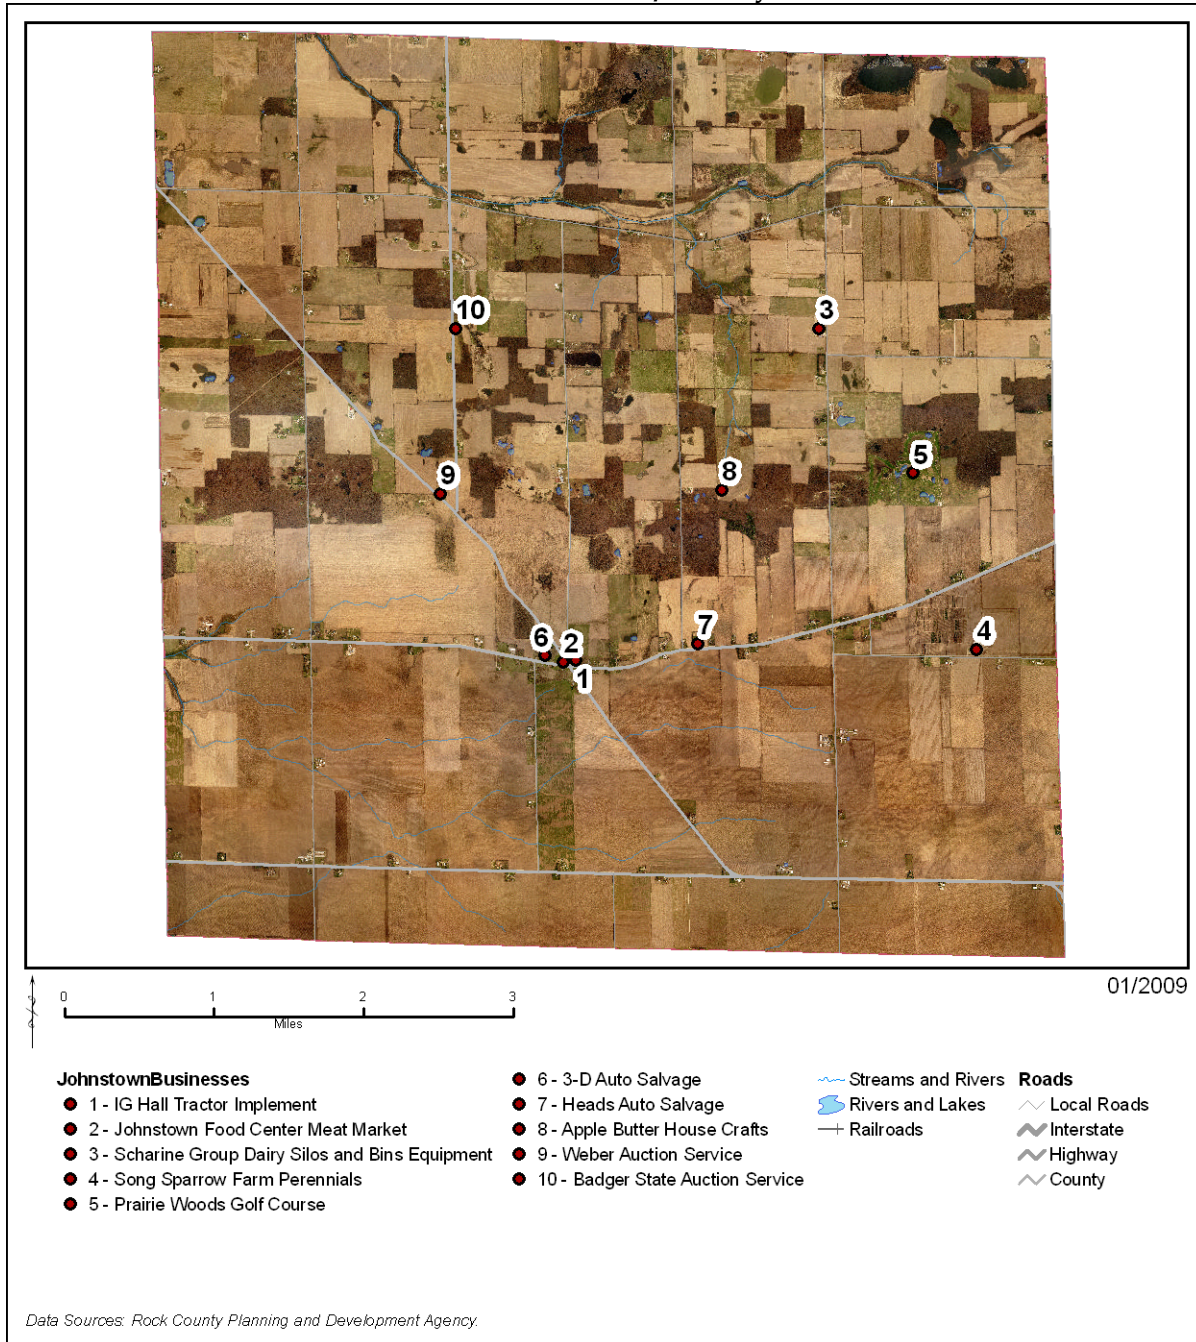 10
3
5
9
8
6
2
7
4
1
01/2009
0 1 2 3
Miles
JohnstownBusinesses
1 - IG Hall Tractor Implement
2 - Johnstown Food Center Meat Market
3 - Scharine Group Dairy Silos and Bins Equipment
4 - Song Sparrow Farm Perennials
5 - Prairie Woods Golf Course
6 - 3-D Auto Salvage
7 - Heads Auto Salvage
8 - Apple Butter House Crafts
9 - Weber Auction Service
10 - Badger State Auction Service
Streams and Rivers
Rivers and Lakes
Railroads
Roads
Local Roads
Interstate
Highway
County
Data Sources: Rock County Planning and Development Agency.